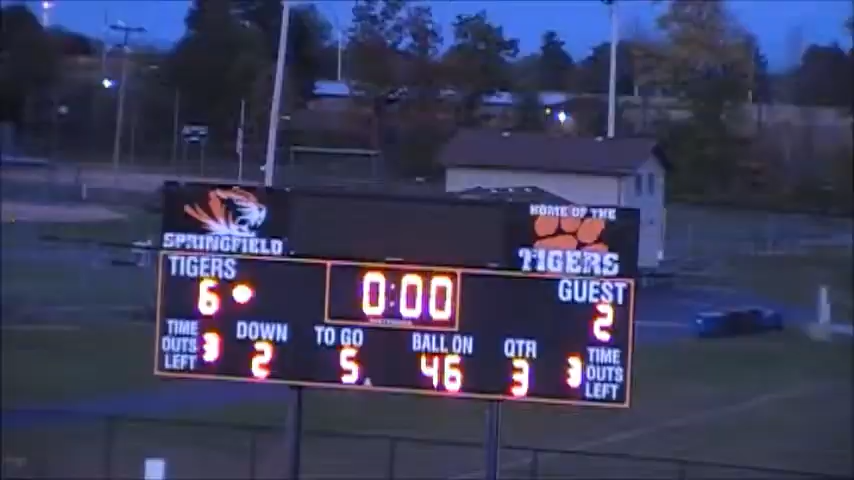 SPRINGFIELD
HOME OF THE
TIGERS
TIGERS
6
0:00
GUEST
2
TIME
OUTS
LEFT
3
DOWN
2
TO GO
5
BALL ON
46
QTR
3
3
TIME
OUTS
LEFT